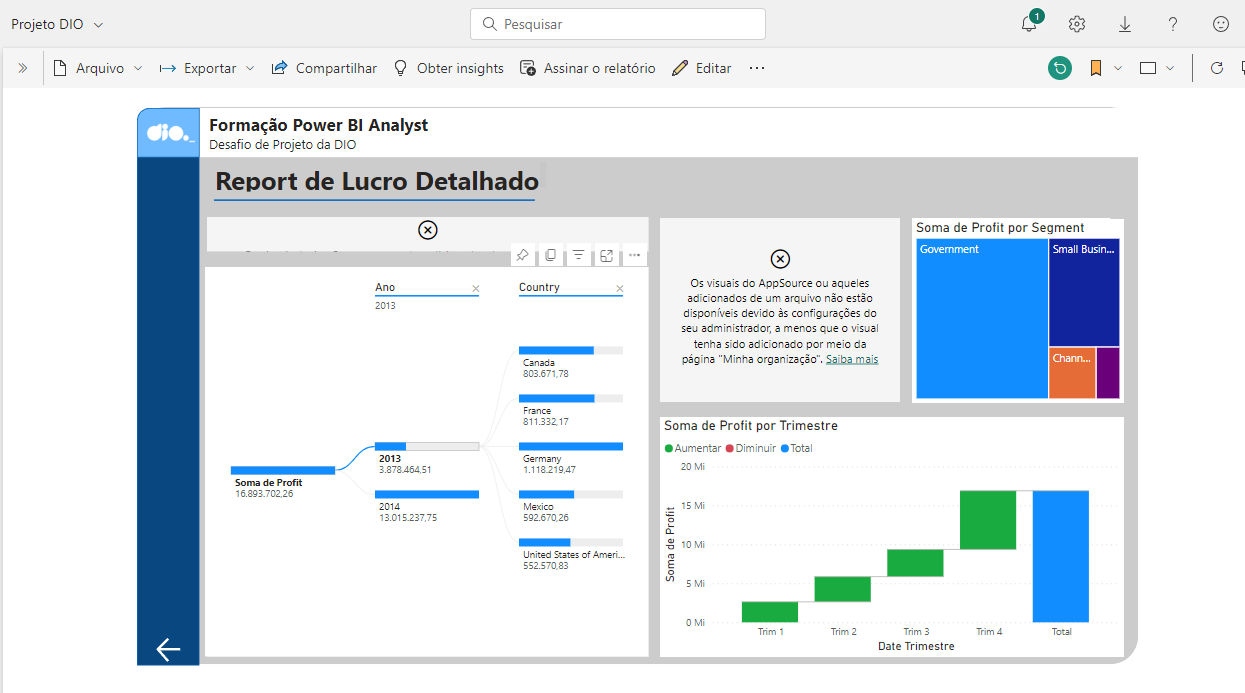 Projeto DIO
Pesquisar
1
Arquivo
Exportar
Compartilhar
Obter insights
Assinar o relatório
Editar
dio._
Formação Power BI Analyst
Desafio de Projeto da DIO
Report de Lucro Detalhado
Ano
2013
Country
Canada
803.671,78
France
811.332,17
Germany
1.118.219,47
Mexico
592.670,26
United States of Ameri...
552.570,83
2013
3.878.464,51
2014
13.015.237,75
Soma de Profit
16.893.702,26
Os visuais do AppSource ou aqueles
adicionados de um arquivo não estão
disponíveis devido às configurações do
seu administrador, a menos que o visual
tenha sido adicionado por meio da
página "Minha organização". Saiba mais
Soma de Profit por Segment
Government
Small Busin...
Chann...
Soma de Profit por Trimestre
Aumentar Diminuir Total
Soma de Profit
20 Mi
15 Mi
10 Mi
5 Mi
0 Mi
Trim 1 Trim 2 Trim 3 Trim 4 Total
Date Trimestre